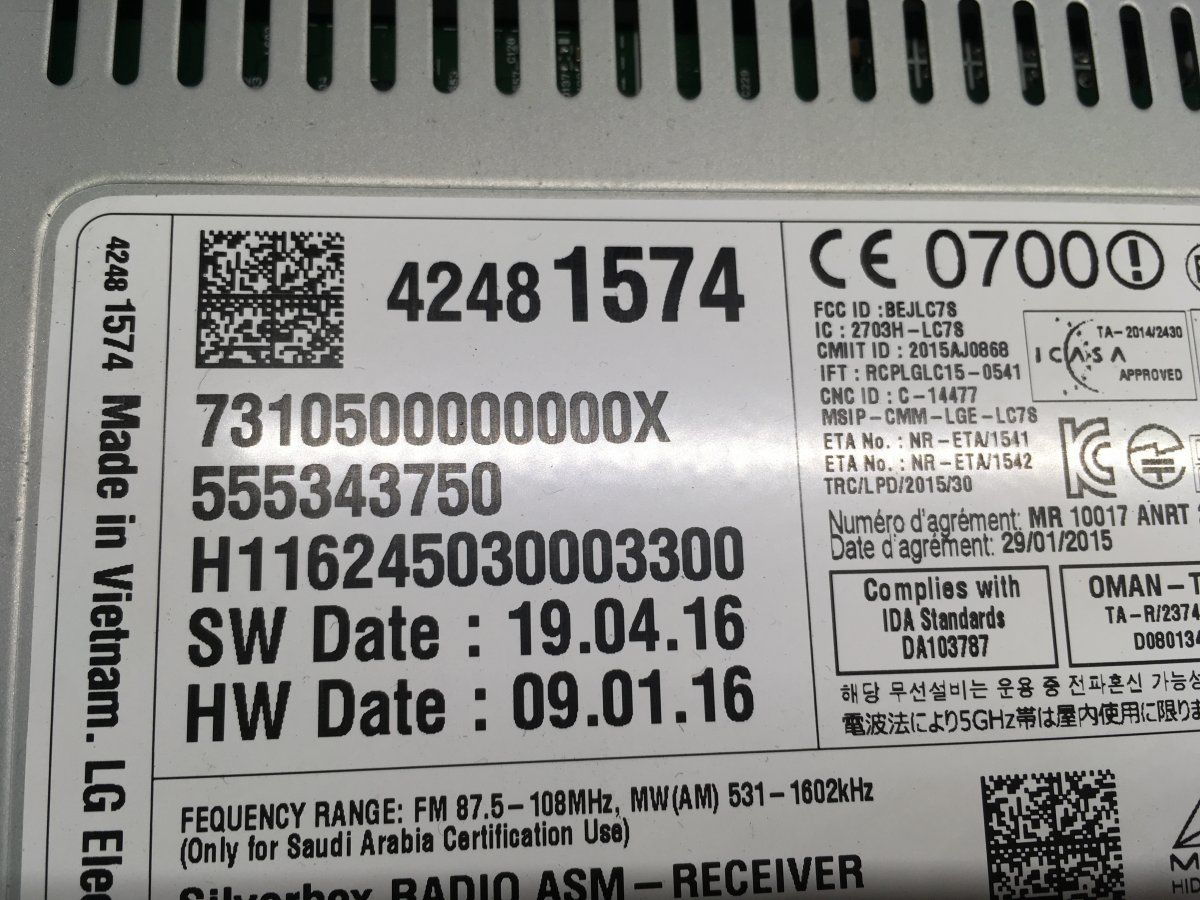 4248 1574 Made in Vietnam. LG Elec
4248 1574
7310500000000X
555343750
H116245030003300
SW Date : 19.04.16
HW Date : 09.01.16
CE 0700
FCC ID :BEJLC7S
IC : 2703H-LC7S
CMIIT ID : 2015AJ0868
IFT : RCPLGLC15-0541
CNC ID : C-14477
MSIP-CMM-LGE-LC7S
ETA No. : NR-ETA/1541
ETA No. : NR-ETA/1542
TRC/LPD/2015/30
TA-2014/2430
ICASA
APPROVED
Numéro d'agrément: MR 10017 ANRT
Date d'agrément: 29/01/2015
Complies with
IDA Standards
DA103787
OMAN-T
TA-R/2374
D080134
해당 무선설비는 운용 중 전파혼신 가능성
電波法により5GHz帯は屋内使用に限りま
FEQUENCY RANGE: FM 87.5-108MHz, MW(AM) 531-1602kHz
(Only for Saudi Arabia Certification Use)
Silverbox RADIO ASM-RECEIVER